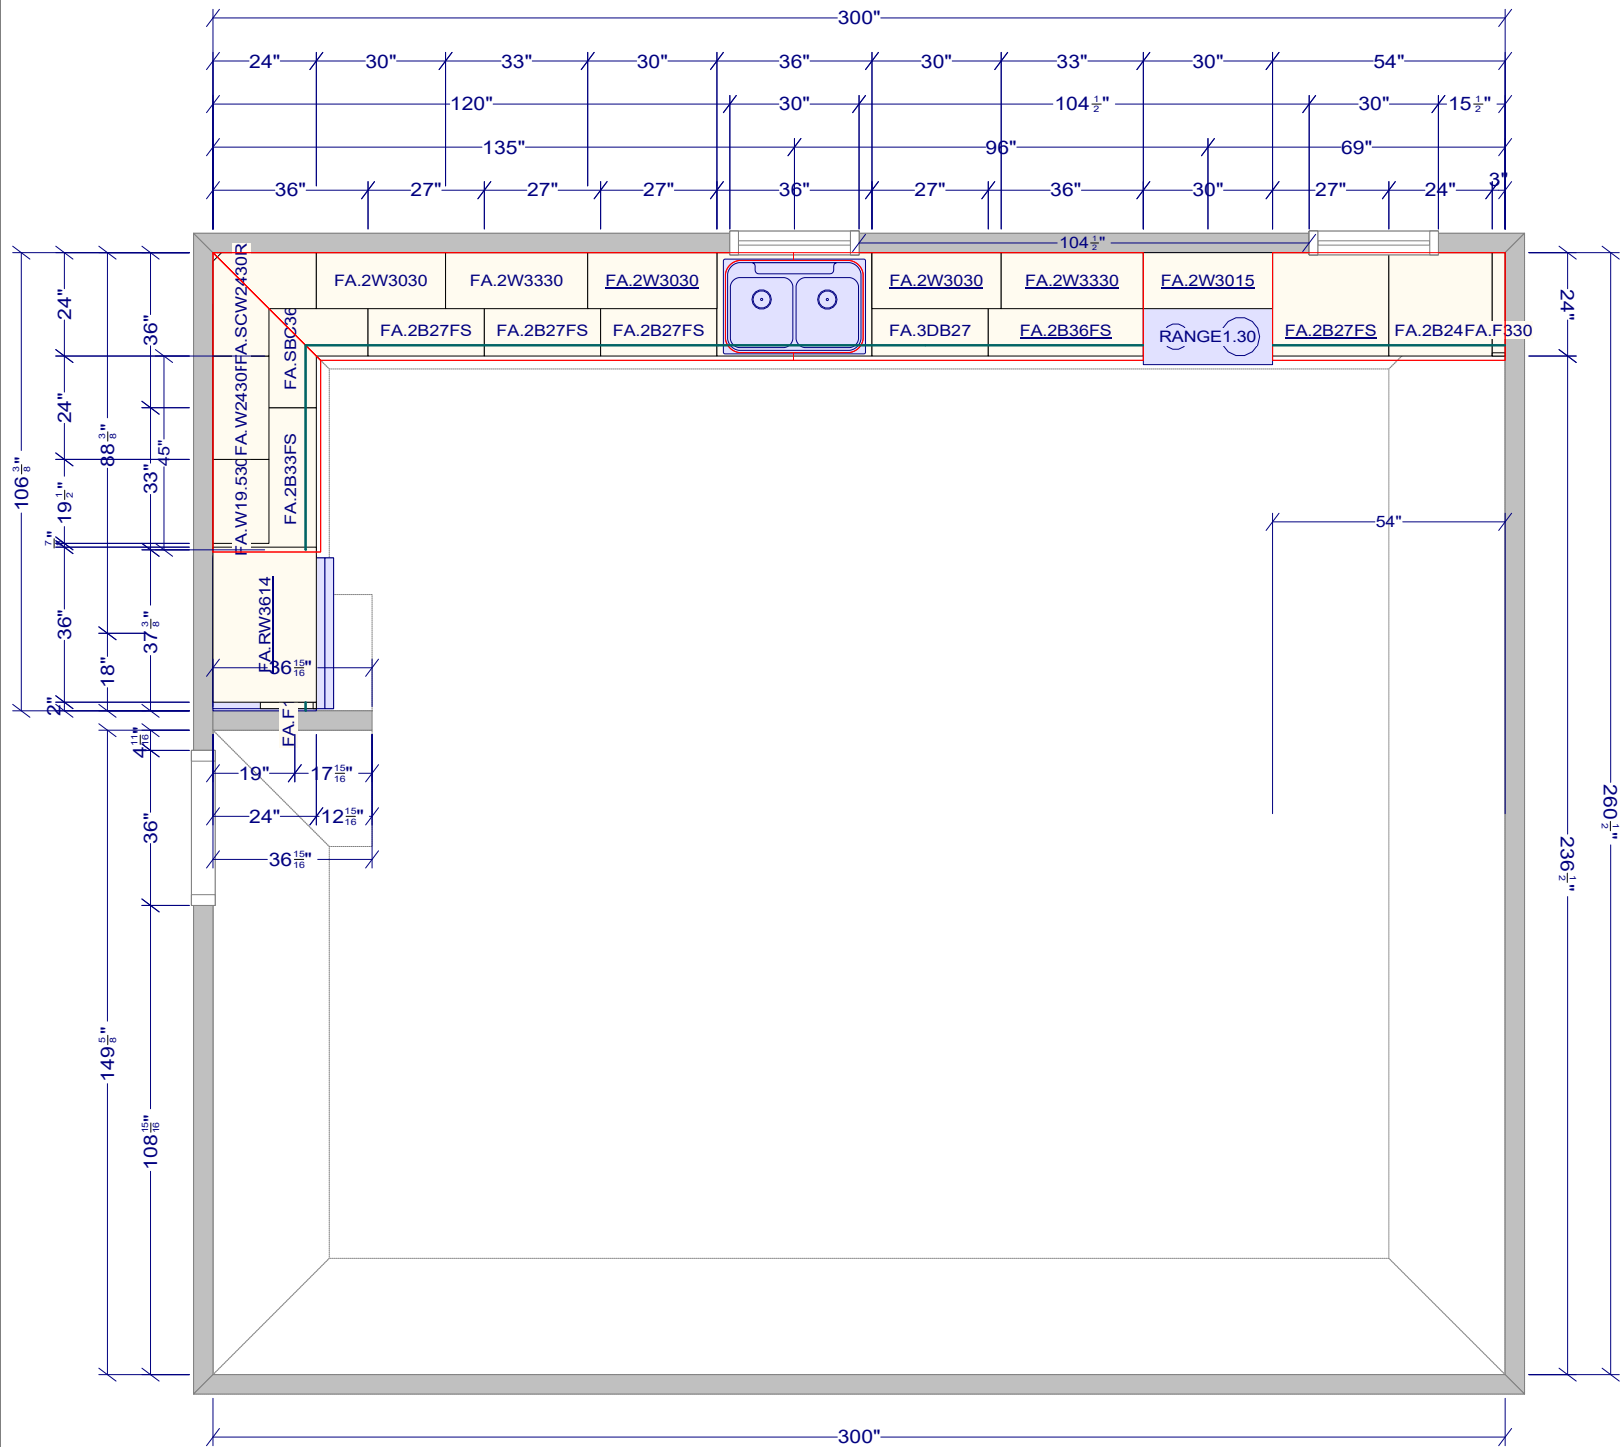 300"
24" 30" 33" 30" 36" 30" 33" 30" 54"
120" 30" 104 1/2" 30" 15 1/2"
135" 96" 69"
36" 27" 27" 27" 36" 27" 36" 30" 27" 24" 3"
104 1/2"
FA.2W3030 FA.2W3330 FA.2W3030 FA.2W3030 FA.2W3330 FA.2W3015
FA.2B27FS FA.2B27FS FA.2B27FS FA.3DB27 FA.2B36FS RANGE1.30 FA.2B27FS FA.2B24 FA.F330
FA.SCW2430R
FA.W2430
FA.W19.530
FA.SBC36
FA.2B33FS
FA.RW3614
106 3/8"
24"
24"
19 1/2"
36"
2"
88 3/8"
18"
36"
33"
37 3/8"
45"
36 15/16"
4 11/16"
19" 17 15/16"
24" 12 15/16"
36 15/16"
36"
149 5/8"
108 15/16"
54"
24"
236 1/2"
260 1/2"
300"